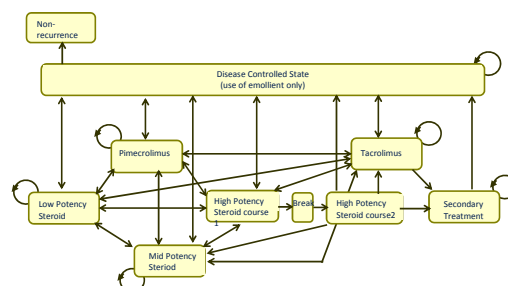 Non-
recurrence
Disease Controlled State
(use of emollient only)
Pimecrolimus
Tacrolimus
Low Potency
Steroid
High Potency
Steroid course
1
Break
High Potency
Steroid course2
Secondary
Treatment
Mid Potency
Steriod